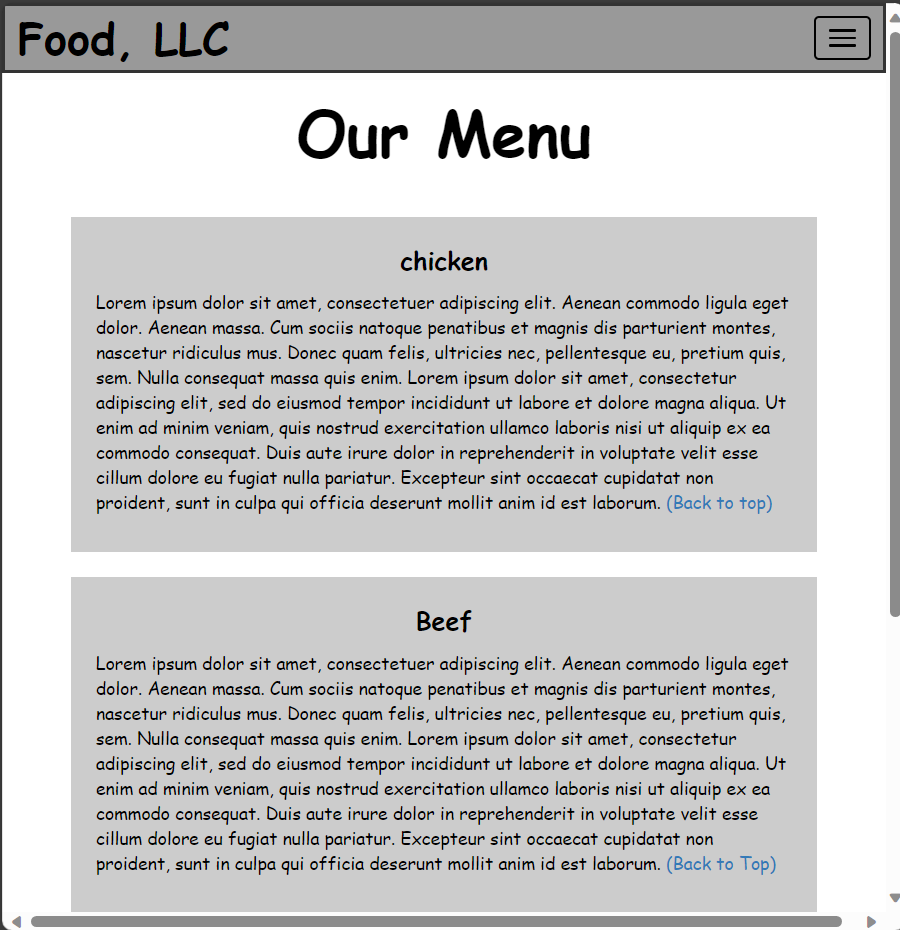 Food, LLC
Our Menu
chicken
Lorem ipsum dolor sit amet, consectetuer adipiscing elit. Aenean commodo ligula eget
dolor. Aenean massa. Cum sociis natoque penatibus et magnis dis parturient montes,
nascetur ridiculus mus. Donec quam felis, ultricies nec, pellentesque eu, pretium quis,
sem. Nulla consequat massa quis enim. Lorem ipsum dolor sit amet, consectetur
adipiscing elit, sed do eiusmod tempor incididunt ut labore et dolore magna aliqua. Ut
enim ad minim veniam, quis nostrud exercitation ullamco laboris nisi ut aliquip ex ea
commodo consequat. Duis aute irure dolor in reprehenderit in voluptate velit esse
cillum dolore eu fugiat nulla pariatur. Excepteur sint occaecat cupidatat non
proident, sunt in culpa qui officia deserunt mollit anim id est laborum. (Back to top)
Beef
Lorem ipsum dolor sit amet, consectetuer adipiscing elit. Aenean commodo ligula eget
dolor. Aenean massa. Cum sociis natoque penatibus et magnis dis parturient montes,
nascetur ridiculus mus. Donec quam felis, ultricies nec, pellentesque eu, pretium quis,
sem. Nulla consequat massa quis enim. Lorem ipsum dolor sit amet, consectetur
adipiscing elit, sed do eiusmod tempor incididunt ut labore et dolore magna aliqua. Ut
enim ad minim veniam, quis nostrud exercitation ullamco laboris nisi ut aliquip ex ea
commodo consequat. Duis aute irure dolor in reprehenderit in voluptate velit esse
cillum dolore eu fugiat nulla pariatur. Excepteur sint occaecat cupidatat non
proident, sunt in culpa qui officia deserunt mollit anim id est laborum. (Back to Top)